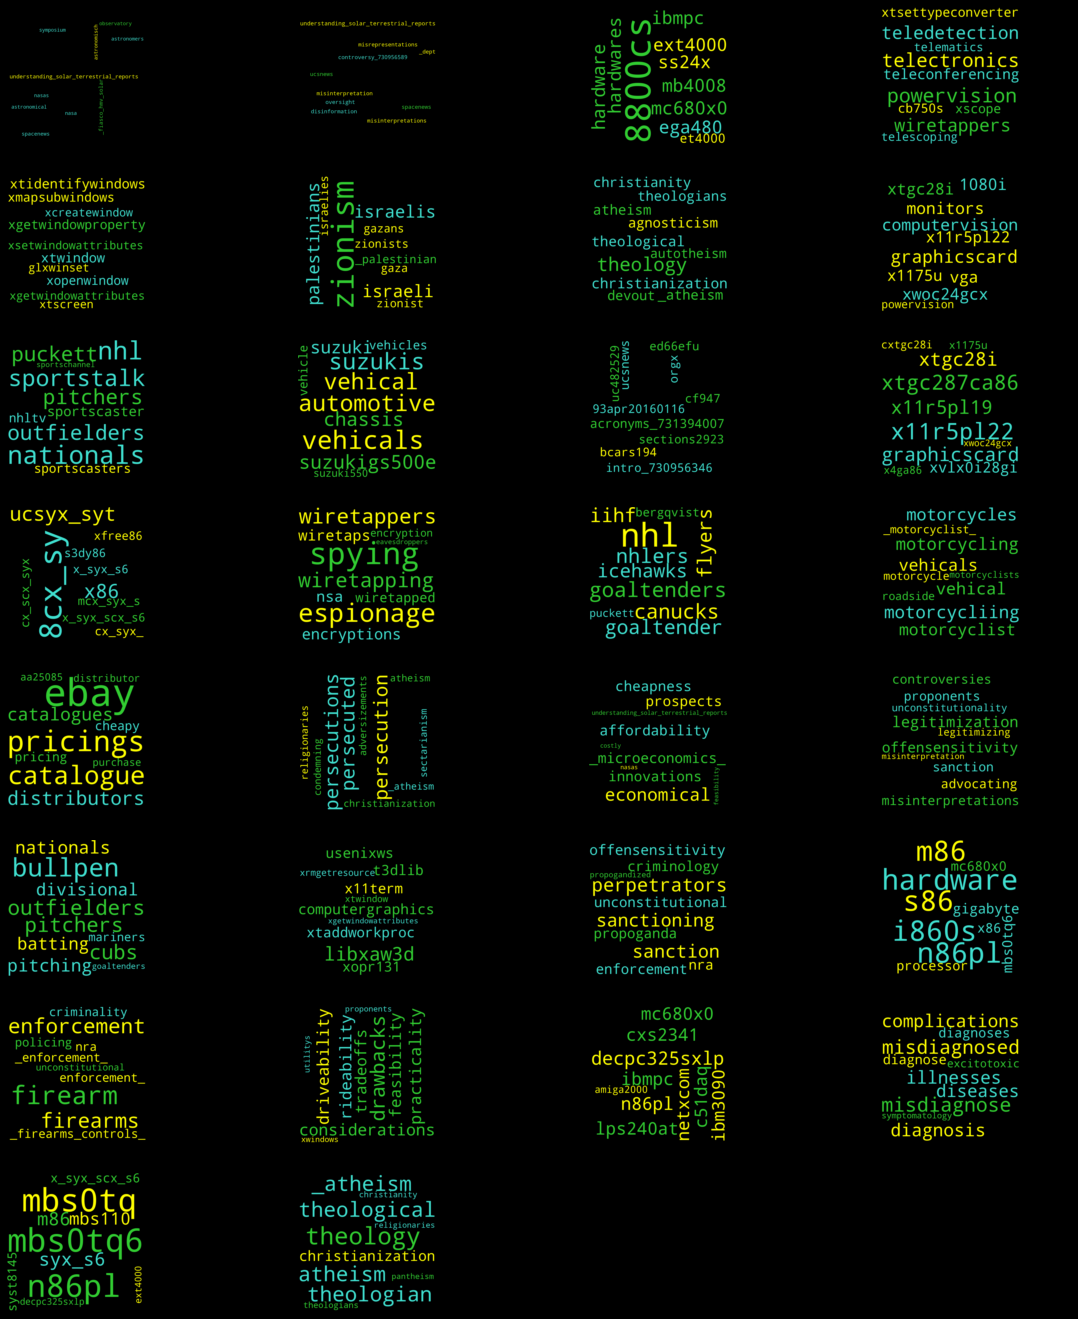 observatory
symposium
astronomisch
astronomers
understanding_solar_terrestrial_reports
nasas
astronomical
nasa
_fiasco_hmv_solar
spacenews
understanding_solar_terrestrial_reports
misrepresentations
_dept
controversy_730956589
ucsnews
misinterpretation
oversight
disinformation
spacenews
misinterpretations
ibmpc
hardware
hardwares
8800cs
ext4000
ss24x
mb4008
mc680x0
ega480
et4000
xtsettypeconverter
teledetection
telematics
telectronics
teleconferencing
powervision
cb750s
xscope
wiretappers
telescoping
xtidentifywindows
xmapsubwindows
xcreatewindow
xgetwindowproperty
xsetwindowattributes
xtwindow
glxwinset
xopenwindow
xgetwindowattributes
xtscreen
palestinians
israelies
zionism
israelis
gazans
zionists
_palestinian
gaza
israeli
zionist
christianity
theologians
atheism
agnosticism
theological
autotheism
theology
christianization
devout
_atheism
xtgc28i
1080i
monitors
computervision
x11r5pl22
graphicscard
x1175u
vga
xwoc24gcx
powervision
puckett
nhl
sportschannel
sportstalk
pitchers
nhltv
sportscaster
outfielders
nationals
sportscasters
vehicle
suzuki
vehicles
suzukis
vehical
automotive
chassis
vehicals
suzukigs500e
suzuki550
uc482529
ucsnews
ed66efu
orgx
cf947
93apr20160116
acronyms_731394007
sections2923
bcars194
intro_730956346
cxtgc28i
x1175u
xtgc28i
xtgc287ca86
x11r5pl19
x11r5pl22
xwoc24gcx
graphicscard
x4ga86
xvlx0i28gi
ucsyx_syt
xfree86
cx_scx_syx
8cx_sy
s3dy86
x_syx_s6
x86
mcx_syx_s
x_syx_scx_s6
cx_syx_
wiretappers
wiretaps
encryption
eavesdroppers
spying
wiretapping
nsa
wiretapped
espionage
encryptions
iihf
bergqvist
flyers
nhl
nhlers
icehawks
goaltenders
puckett
canucks
goaltender
motorcycles
_motorcyclist_
motorcycling
vehicals
motorcycle
motorcyclists
roadside
vehical
motorcycliing
motorcyclist
aa25085
distributor
ebay
catalogues
cheapy
pricings
pricing
purchase
catalogue
distributors
religionaries
condemning
persecutions
persecuted
adversizements
persecution
atheism
sectarianism
_atheism
christianization
cheapness
prospects
understanding_solar_terrestrial_reports
affordability
costly
_microeconomics_
nasas
innovations
economical
feasibility
controversies
proponents
unconstitutionality
legitimization
legitimizing
offensensitivity
misinterpretation
sanction
advocating
misinterpretations
nationals
bullpen
divisional
outfielders
pitchers
batting
mariners
cubs
pitching
goaltenders
usenixws
xrmgetresource
t3dlib
x11term
xtwindow
computergraphics
xgetwindowattributes
xtaddworkproc
libxaw3d
xopr131
offensensitivity
criminology
propogandized
perpetrators
unconstitutional
sanctioning
propoganda
sanction
enforcement
nra
m86
mc680x0
hardware
s86
gigabyte
i860s
x86
n86pl
mbs0tq6
processor
criminality
enforcement
policing
nra
_enforcement_
unconstitutional
enforcement_
firearm
firearms
_firearms_controls_
utilitys
driveability
rideability
proponents
tradeoffs
drawbacks
feasibility
practicality
considerations
xwindows
mc680x0
cxs2341
decpc325sxlp
ibmpc
amiga2000
n86pl
lps240at
netxcom
c51daq
ibm3090
complications
diagnoses
misdiagnosed
diagnose
excitotoxic
illnesses
diseases
misdiagnose
symptomatology
diagnosis
x_syx_scx_s6
mbs0tq
m86
mbs110
mbs0tq6
syx_s6
syst8145
n86pl
ext4000
decpc325sxlp
_atheism
christianity
theological
religionaries
theology
christianization
atheism
pantheism
theologian
theologians